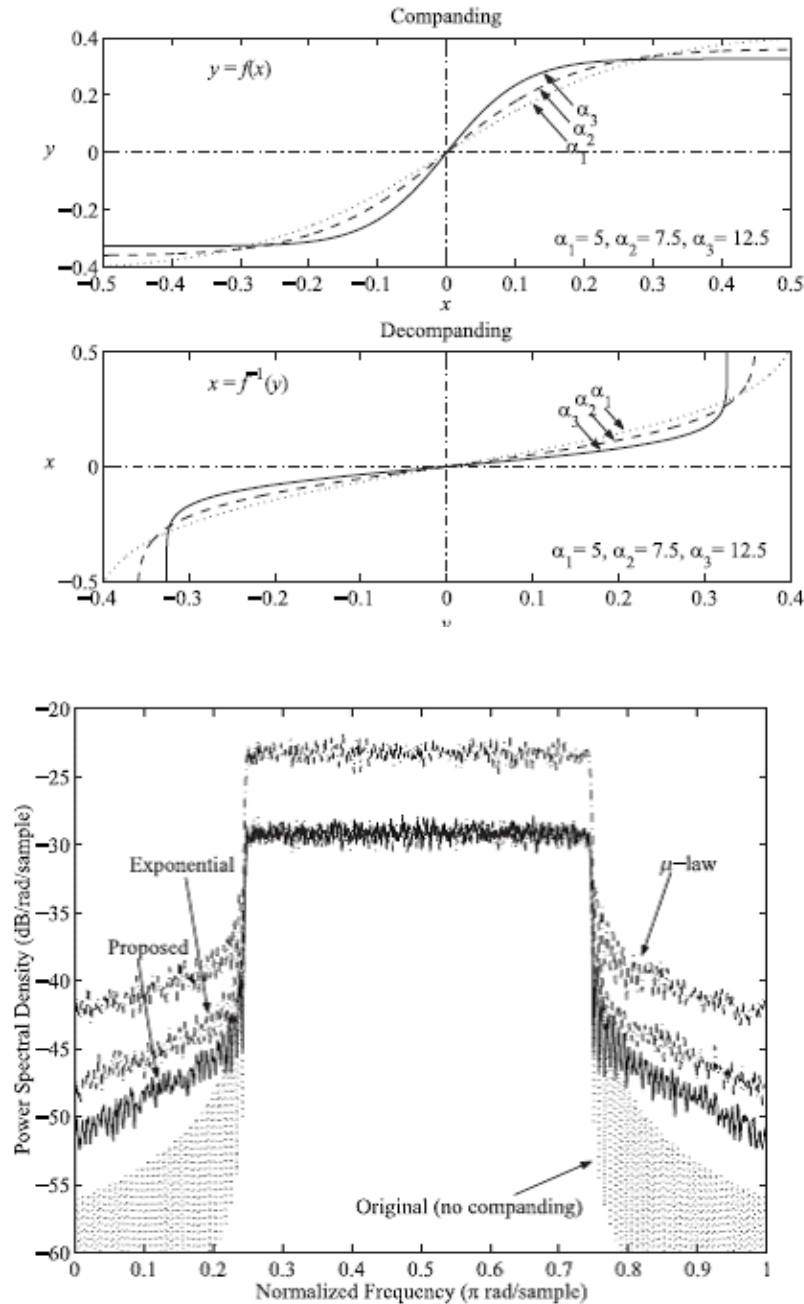 Companding
y = f(x)
0.4
0.2
0
−0.2
−0.4
y
α3
α2
α1
α1= 5, α2= 7.5, α3= 12.5
−0.5 −0.4 −0.3 −0.2 −0.1 0 0.1 0.2 0.3 0.4 0.5
x
Decompanding
x = f−1(y)
0.5
0
−0.5
x
α3 α2 α1
α1= 5, α2= 7.5, α3= 12.5
−0.4 −0.3 −0.2 −0.1 0 0.1 0.2 0.3 0.4
−20
−25
−30
−35
−40
−45
−50
−55
−60
Power Spectral Density (dB/rad/sample)
Exponential
μ−law
Proposed
Original (no companding)
0 0.1 0.2 0.3 0.4 0.5 0.6 0.7 0.8 0.9 1
Normalized Frequency (π rad/sample)